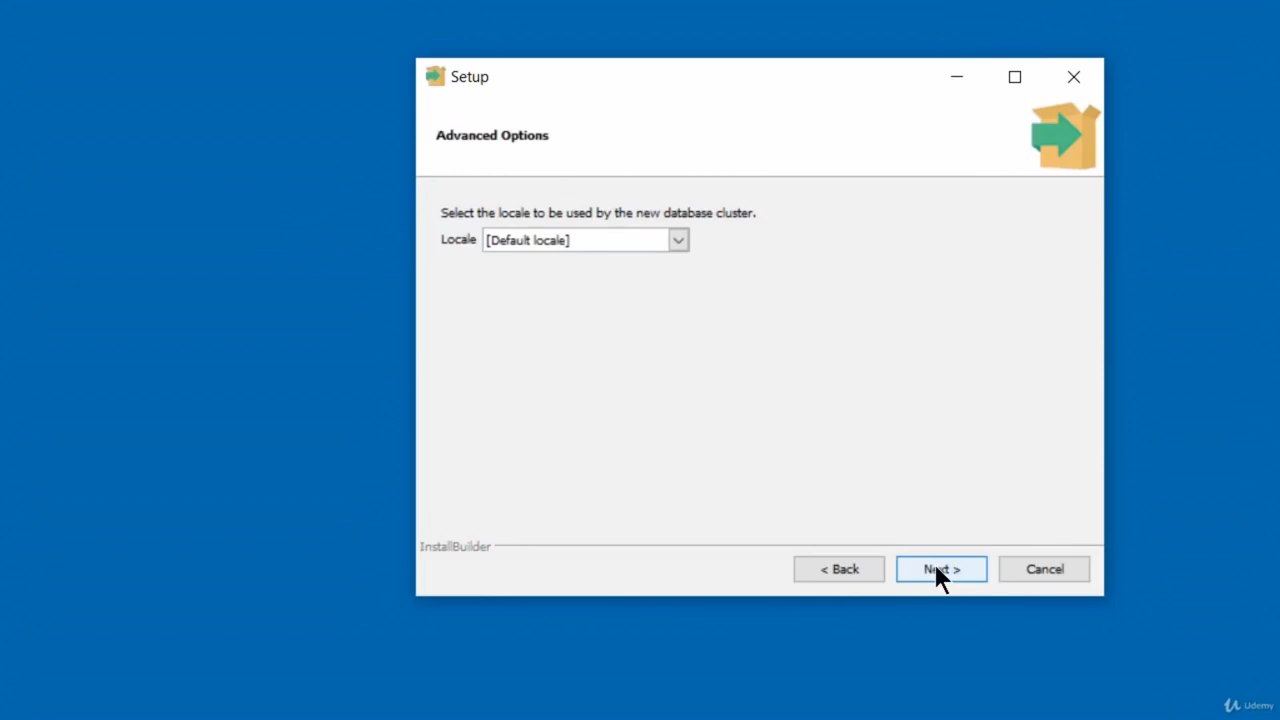 Setup
Advanced Options
Select the locale to be used by the new database cluster.
Locale [Default locale]
InstallBuilder
< Back Next > Cancel
Udemy